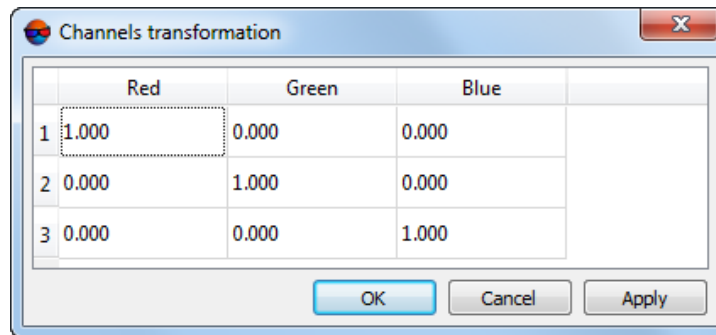 Channels transformation
Red Green Blue
1 1.000 0.000 0.000
2 0.000 1.000 0.000
3 0.000 0.000 1.000
OK Cancel Apply